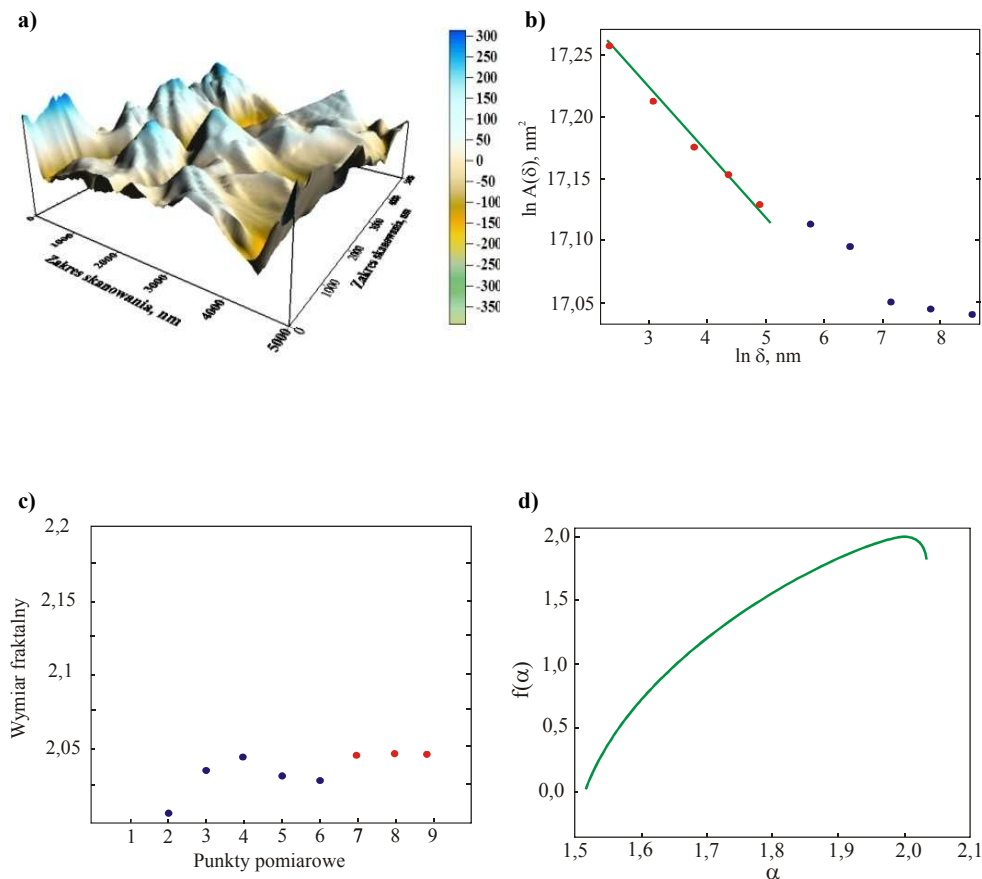 a)
300
250
200
150
100
50
0
-50
-100
-150
-200
-250
-300
-350
0
1000
2000
3000
4000
5000
Zakres skanowania, nm
0
1000
2000
3000
Zakres skanowania, nm
b)
17,25
17,20
17,15
17,10
17,05
ln A(δ), nm²
3 4 5 6 7 8
ln δ, nm
c)
2,2
2,15
2,1
2,05
Wymiar fraktalny
1 2 3 4 5 6 7 8 9
Punkty pomiarowe
d)
2,0
1,5
1,0
0,5
0,0
f(α)
1,5 1,6 1,7 1,8 1,9 2,0 2,1
α